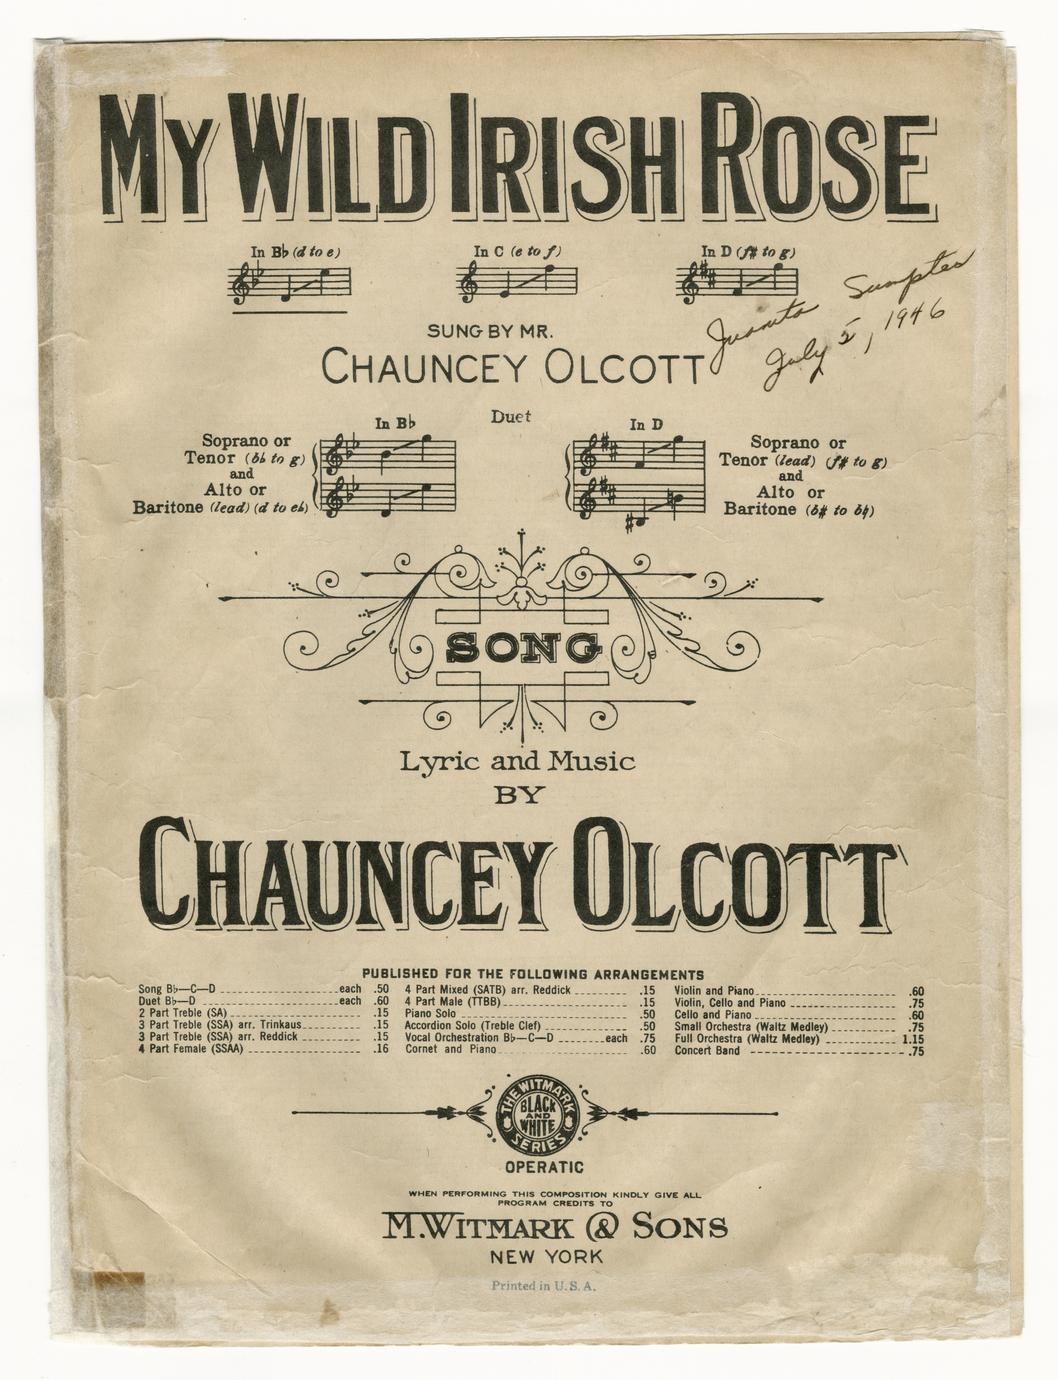 MY WILD IRISH ROSE
In B♭ (d to e) In C (e to f) In D (f# to g)
Juanita Sumpter
July 5, 1946
SUNG BY MR.
CHAUNCEY OLCOTT
Duet
In B♭ In D
Soprano or
Tenor (b♭ to g)
and
Alto or
Baritone (lead) (d to e♭)
Soprano or
Tenor (lead) (f# to g)
and
Alto or
Baritone (b# to b♮)
SONG
Lyric and Music
BY
CHAUNCEY OLCOTT
PUBLISHED FOR THE FOLLOWING ARRANGEMENTS
Song B♭—C—D each .50
Duet B♭—D each .60
2 Part Treble (SA) .15
3 Part Treble (SSA) arr. Trinkaus .15
3 Part Treble (SSA) arr. Reddick .15
4 Part Female (SSAA) .16
4 Part Mixed (SATB) arr. Reddick .15
4 Part Male (TTBB) .15
Piano Solo .50
Accordion Solo (Treble Clef) .50
Vocal Orchestration B♭—C—D each .75
Cornet and Piano .60
Violin and Piano .60
Violin, Cello and Piano .75
Cello and Piano .60
Small Orchestra (Waltz Medley) .75
Full Orchestra (Waltz Medley) 1.15
Concert Band .75
THE WITMARK
BLACK
AND
WHITE
SERIES
OPERATIC
WHEN PERFORMING THIS COMPOSITION KINDLY GIVE ALL
PROGRAM CREDITS TO
M. WITMARK & SONS
NEW YORK
Printed in U. S. A.